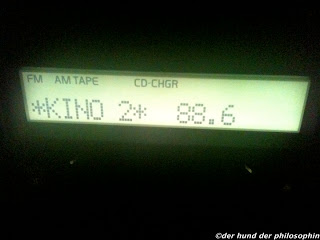 FM AM TAPE CD-CHGR
*KINO 2* 88.6
©der hund der philosophin